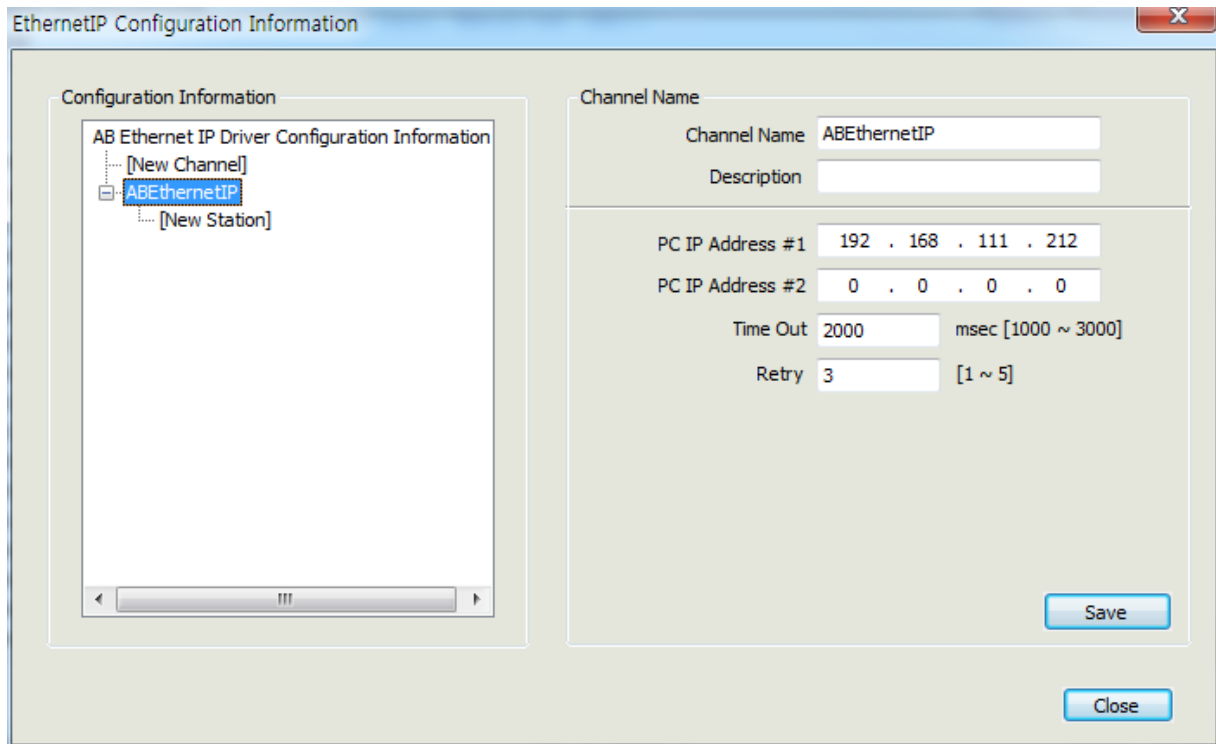 EthernetIP Configuration Information
X
Configuration Information
AB Ethernet IP Driver Configuration Information
[New Channel]
ABEthernetIP
[New Station]
Channel Name
Channel Name ABEthernetIP
Description
PC IP Address #1 192 . 168 . 111 . 212
PC IP Address #2 0 . 0 . 0 . 0
Time Out 2000 msec [1000 ~ 3000]
Retry 3 [1 ~ 5]
Save
Close